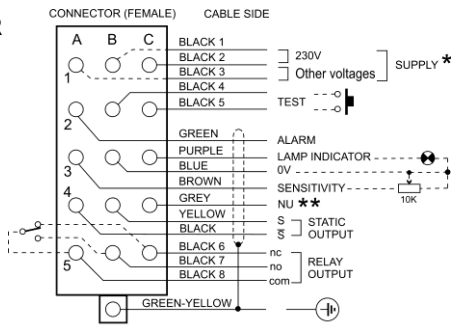 R
CONNECTOR (FEMALE) CABLE SIDE
A B C
BLACK 1
BLACK 2 230V
SUPPLY *
1 BLACK 3 Other voltages
BLACK 4
BLACK 5 TEST
2
GREEN ALARM
PURPLE LAMP INDICATOR
BLUE 0V
3
BROWN SENSITIVITY
10K
GREY NU **
4
YELLOW S STATIC
BLACK S̅ OUTPUT
BLACK 6 nc
BLACK 7 no RELAY
5 BLACK 8 com OUTPUT
GREEN-YELLOW